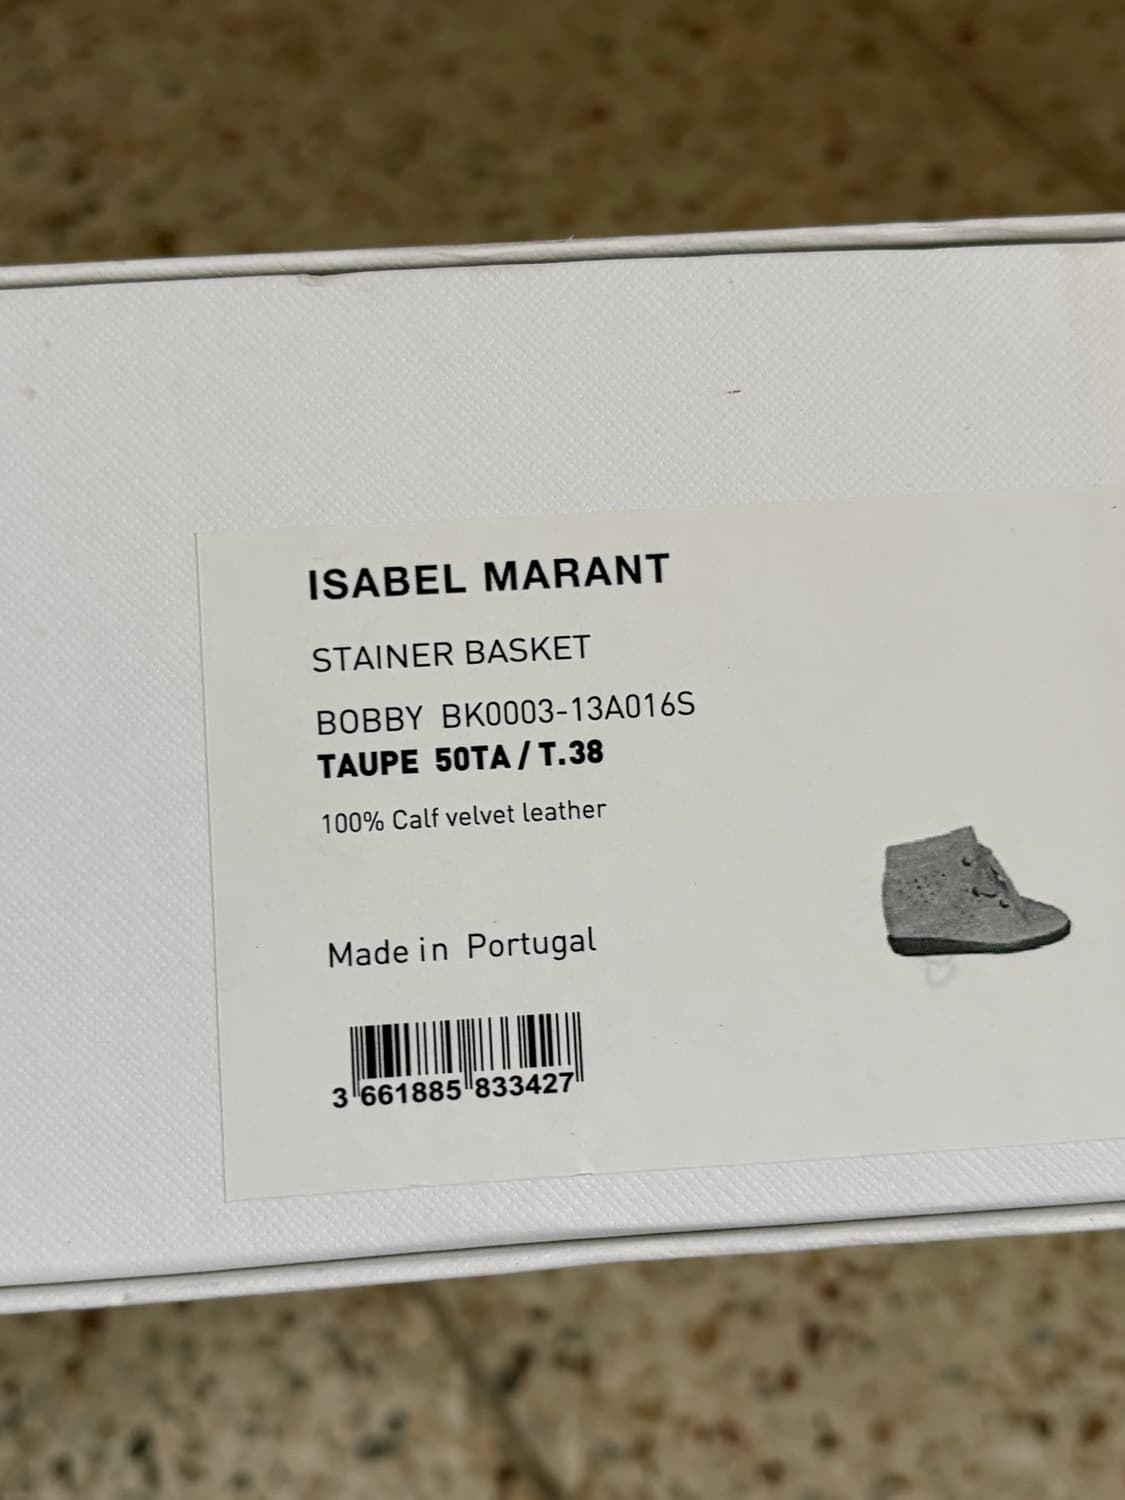 ISABEL MARANT
STAINER BASKET
BOBBY BK0003-13A016S
TAUPE 50TA / T.38
100% Calf velvet leather
Made in Portugal
3 661885 833427